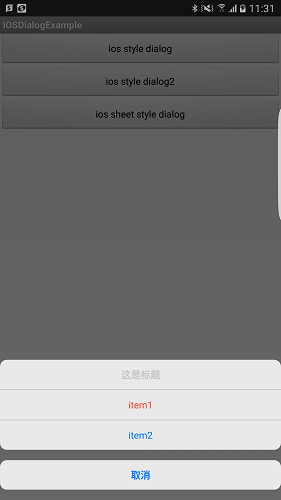 11:31
IOSDialogExample
ios style dialog
ios style dialog2
ios sheet style dialog
这是标题
item1
item2
取消